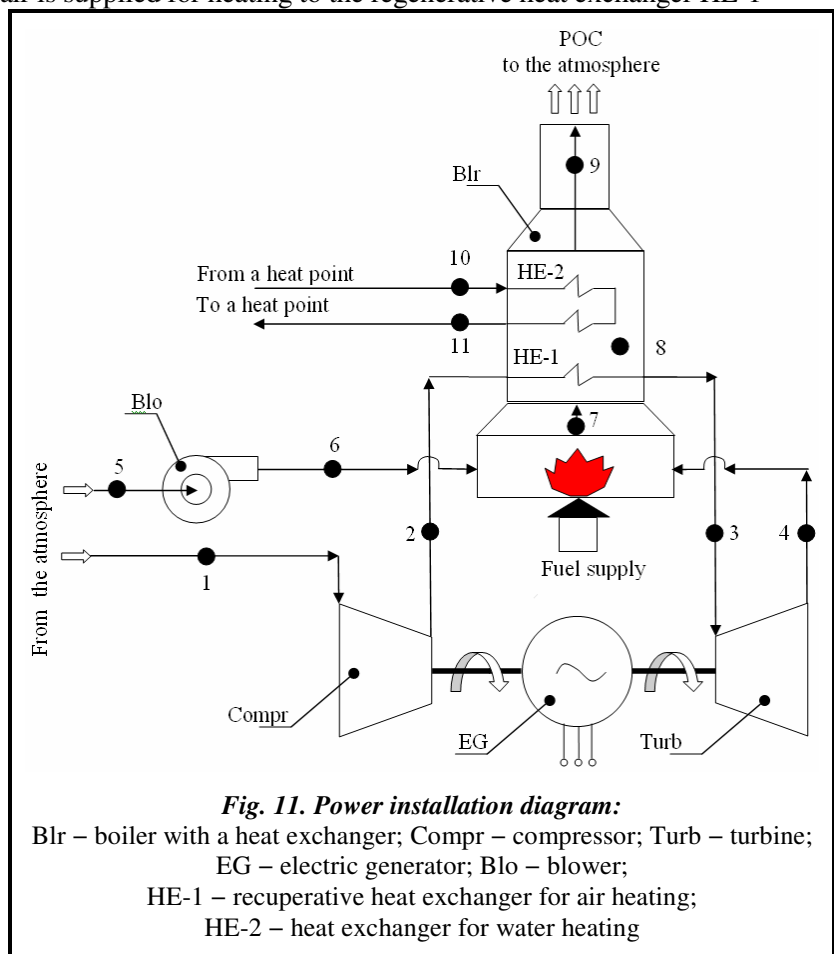 air is supplied for heating to the regenerative heat exchanger HE-1
POC
to the atmosphere
9
Blr
10
From a heat point
HE-2
To a heat point
11
HE-1
8
Blo
7
5
6
From the atmosphere
2
3
4
1
Fuel supply
Compr
EG
Turb
Fig. 11. Power installation diagram:
Blr − boiler with a heat exchanger; Compr − compressor; Turb − turbine;
EG − electric generator; Blo − blower;
HE-1 − recuperative heat exchanger for air heating;
HE-2 − heat exchanger for water heating